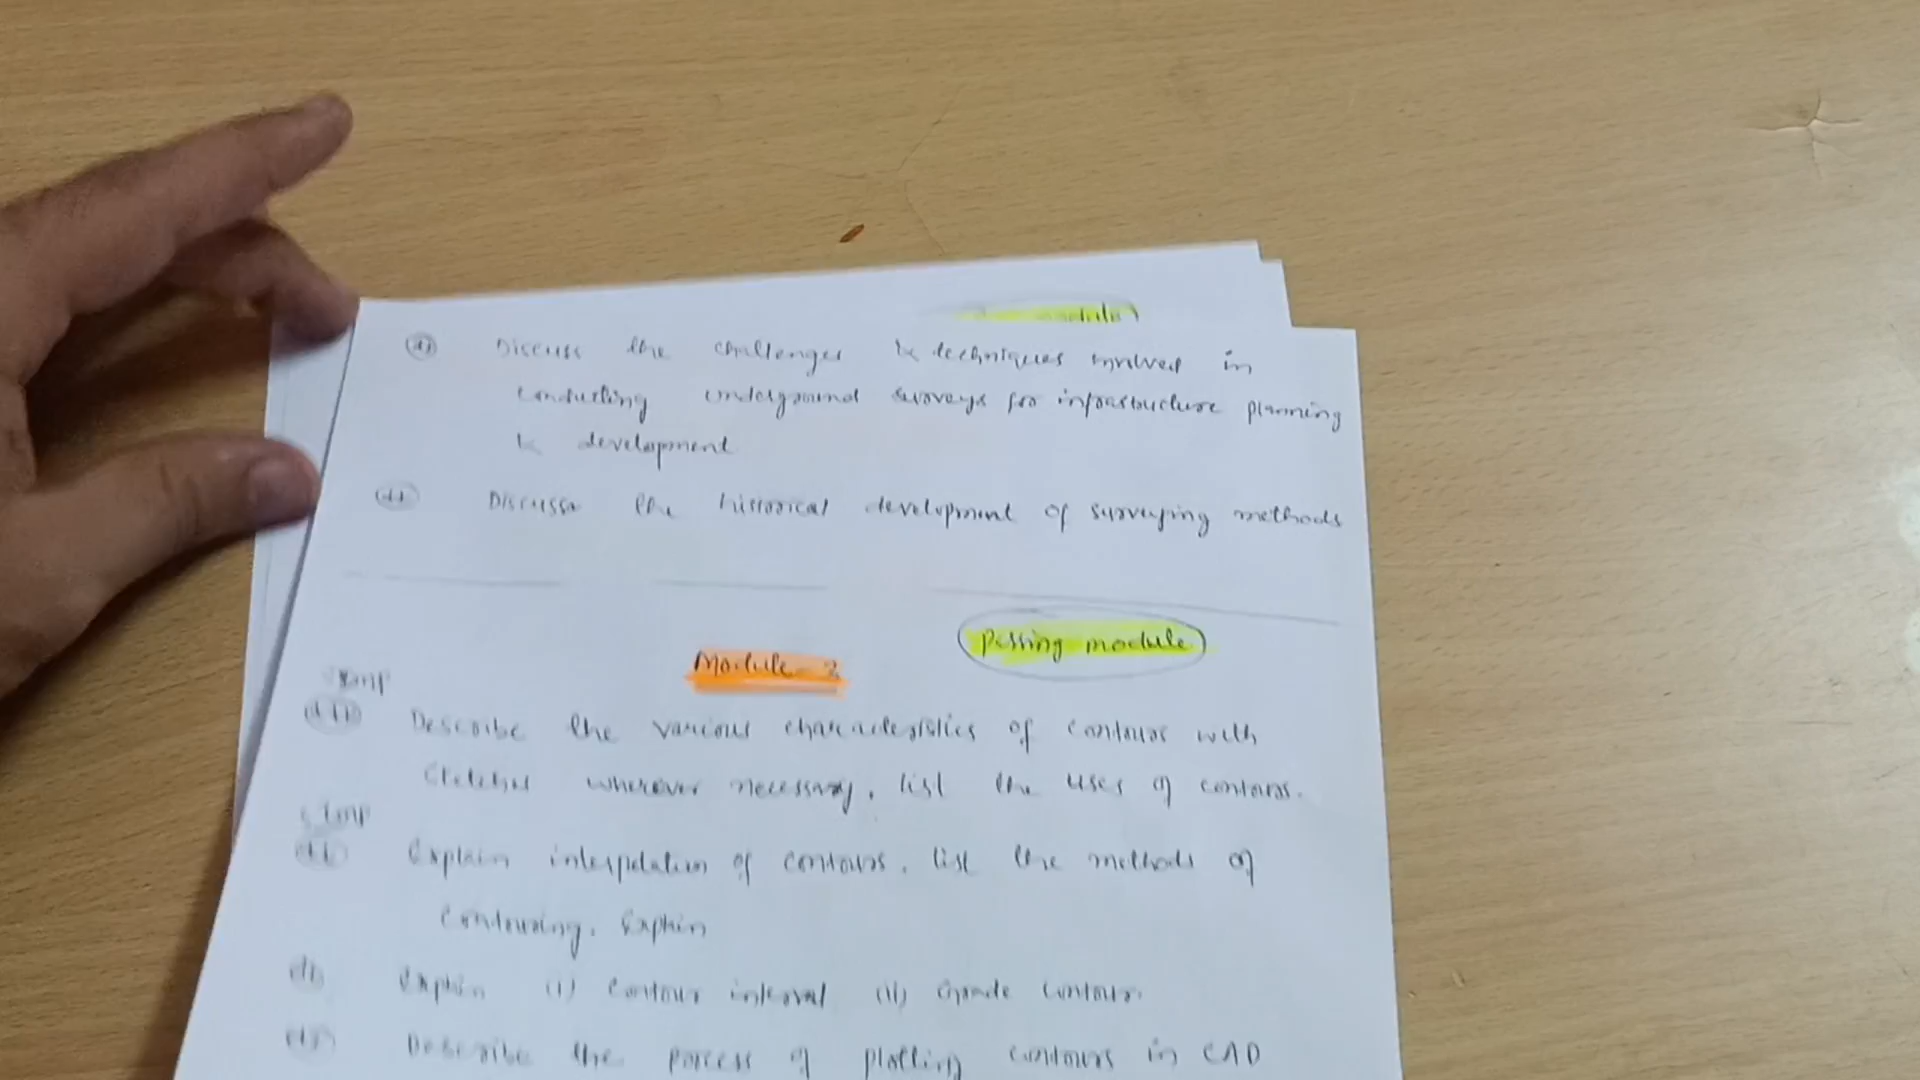 module)
Discuss the challenges & techniques involved in
conducting underground surveys for infrastructure planning
& development
Discuss the historical development of surveying methods
Passing module
Module-2
Imp
Describe the various characteristics of contours with
wherever necessary, list the uses of contours.
Imp
Explain interpolation of contours. list the methods of
contouring. Explain
Explain (i) contour interval (ii) Grade contour.
Describe the process of plotting contours in CAD